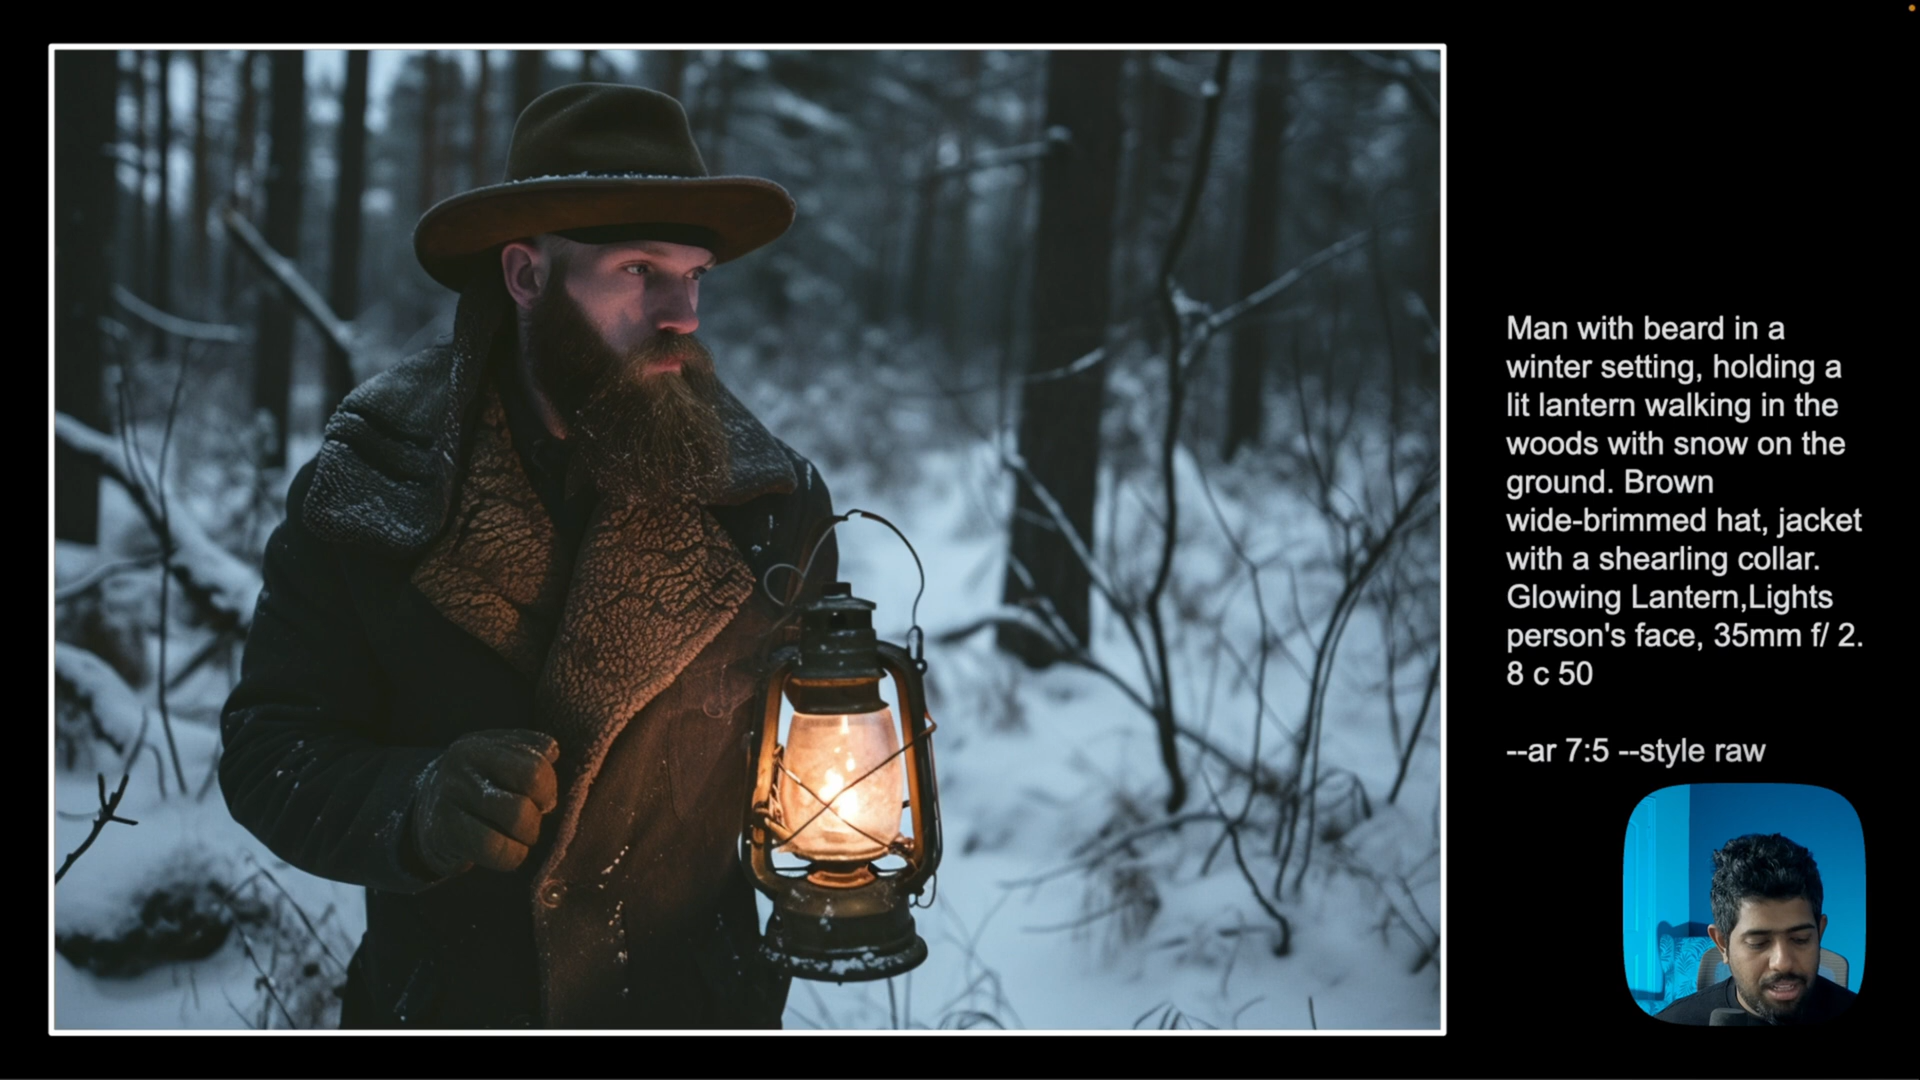 Man with beard in a
winter setting, holding a
lit lantern walking in the
woods with snow on the
ground. Brown
wide-brimmed hat, jacket
with a shearling collar.
Glowing Lantern,Lights
person's face, 35mm f/ 2.
8 c 50
--ar 7:5 --style raw